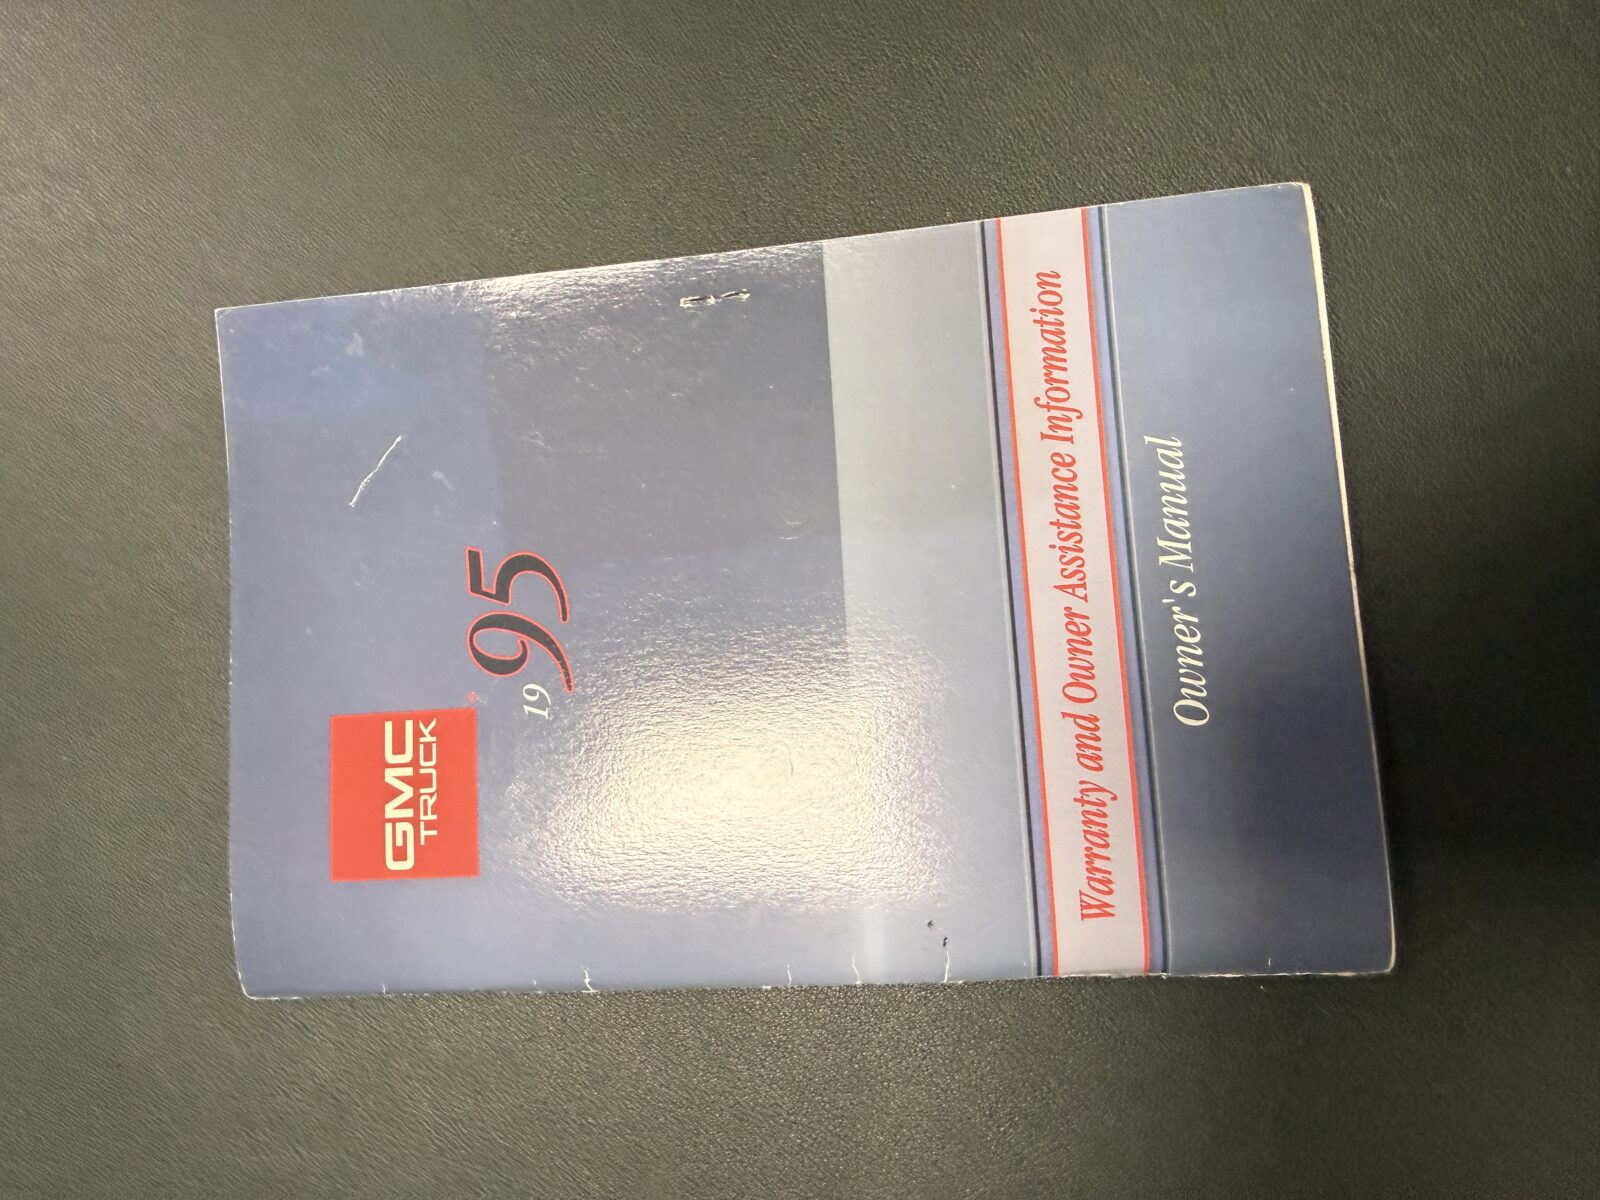 GMC
TRUCK®
1995
Warranty and Owner Assistance Information
Owner's Manual